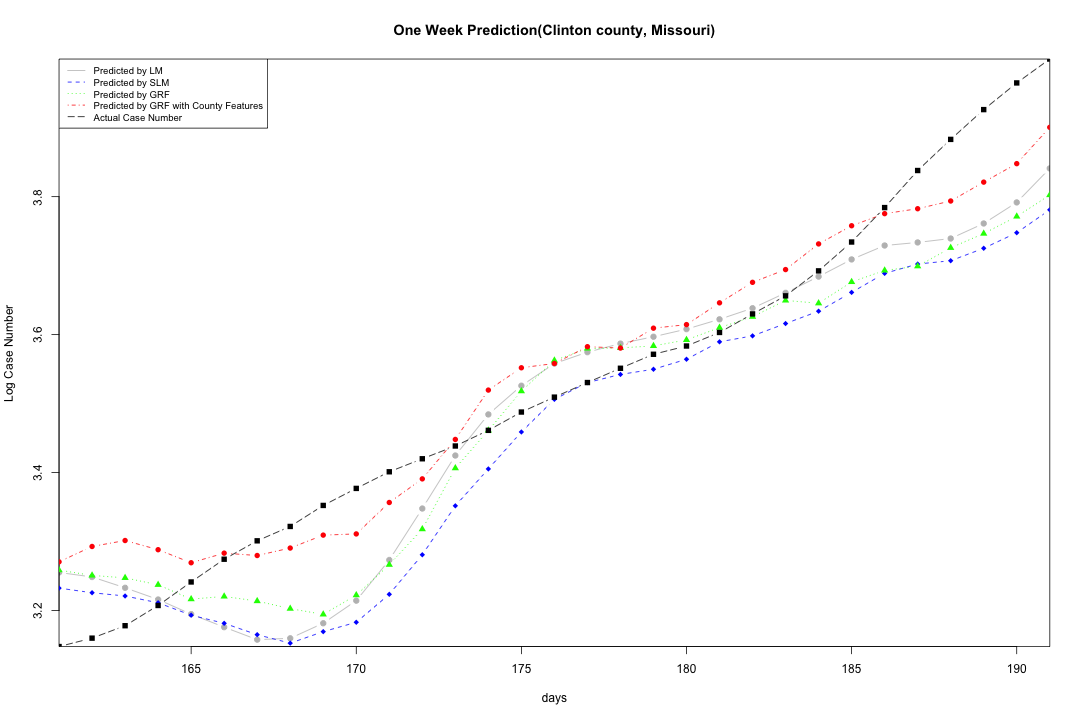 One Week Prediction(Clinton county, Missouri)
Predicted by LM
Predicted by SLM
Predicted by GRF
Predicted by GRF with County Features
Actual Case Number
Log Case Number
3.8
3.6
3.4
3.2
165 170 175 180 185 190
days